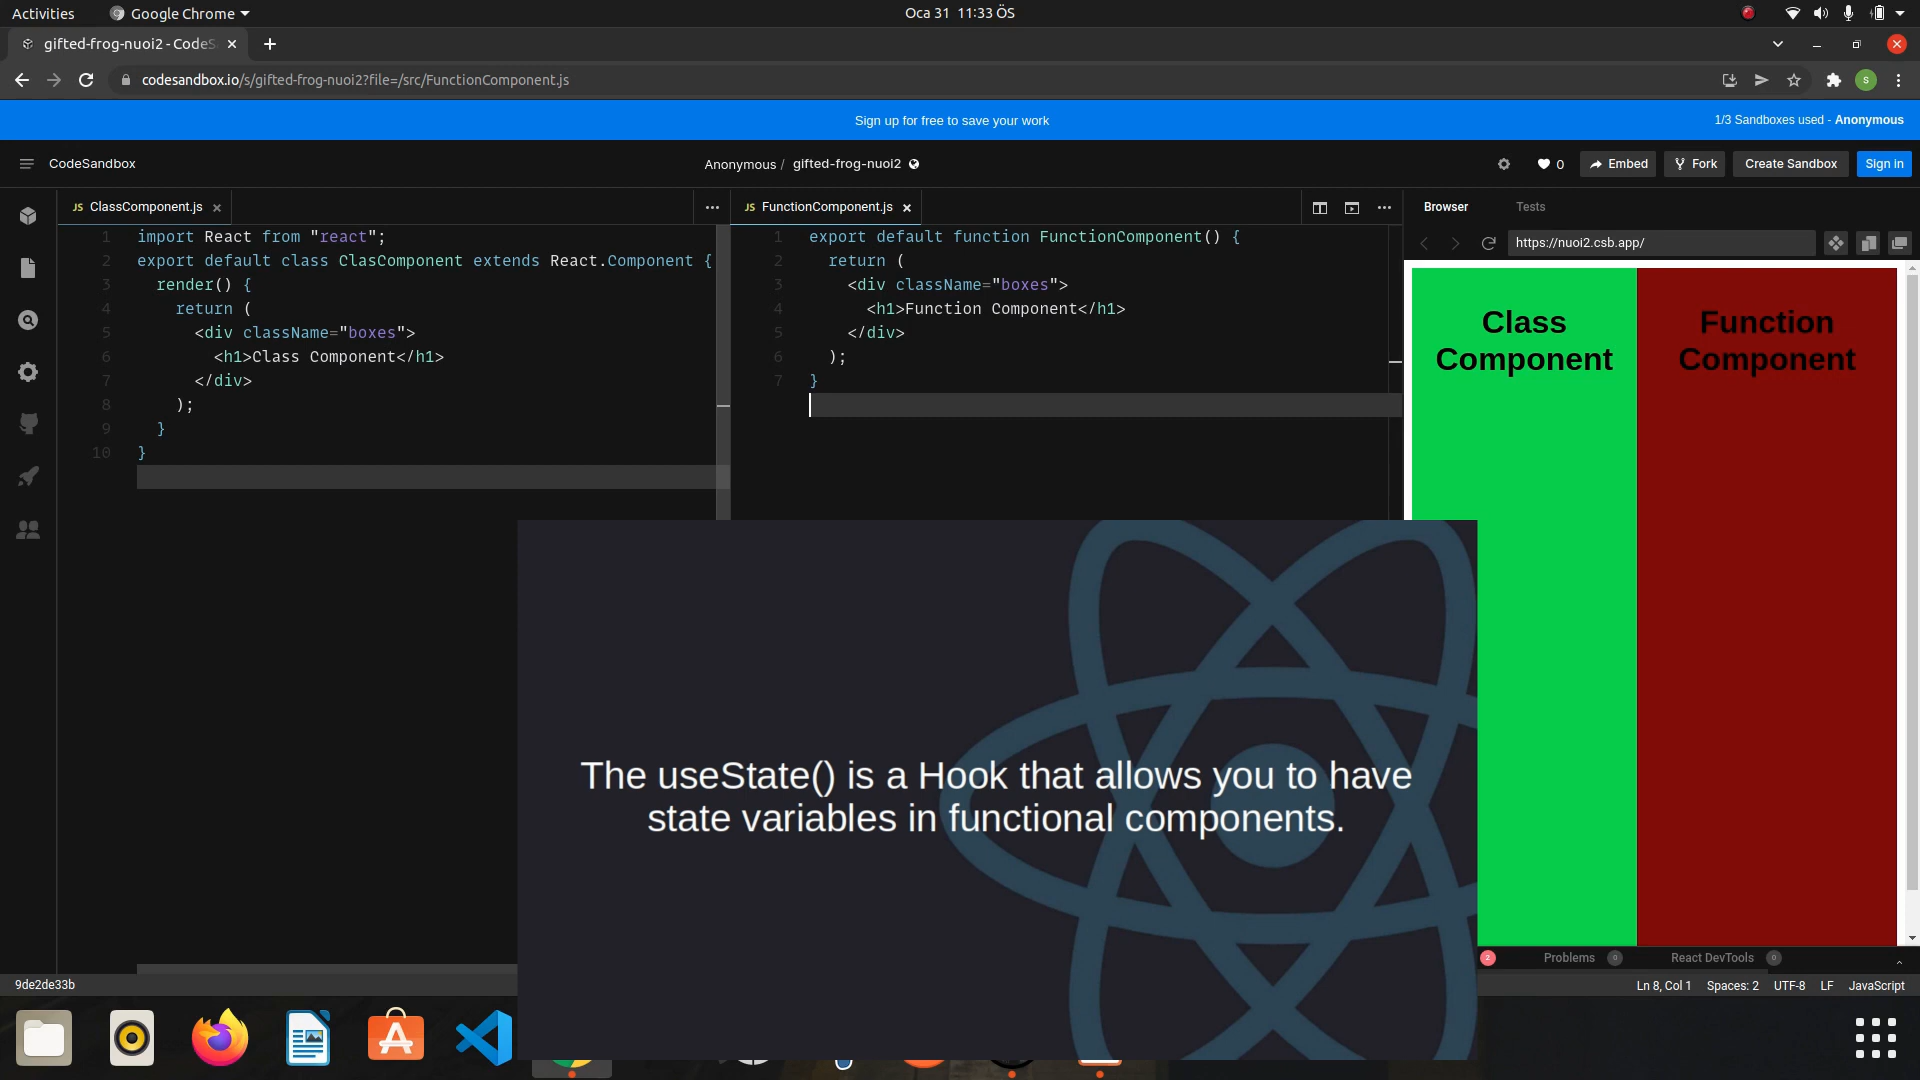 Activities
Google Chrome
Oca 31 11:33 ÖS
gifted-frog-nuoi2 - CodeS
codesandbox.io/s/gifted-frog-nuoi2?file=/src/FunctionComponent.js
S
Sign up for free to save your work
1/3 Sandboxes used - Anonymous
CodeSandbox
Anonymous / gifted-frog-nuoi2
0
Embed
Fork
Create Sandbox
Sign in
JS ClassComponent.js
1 import React from "react";
2 export default class ClasComponent extends React.Component {
3 render() {
4 return (
5 <div className="boxes">
6 <h1>Class Component</h1>
7 </div>
8 );
9 }
10 }
JS FunctionComponent.js
1 export default function FunctionComponent() {
2 return (
3 <div className="boxes">
4 <h1>Function Component</h1>
5 </div>
6 );
7 }
Browser
Tests
https://nuoi2.csb.app/
Class
Component
Function
Component
The useState() is a Hook that allows you to have
state variables in functional components.
2
Problems 0
React DevTools 0
9de2de33b
Ln 8, Col 1
Spaces: 2
UTF-8
LF
JavaScript